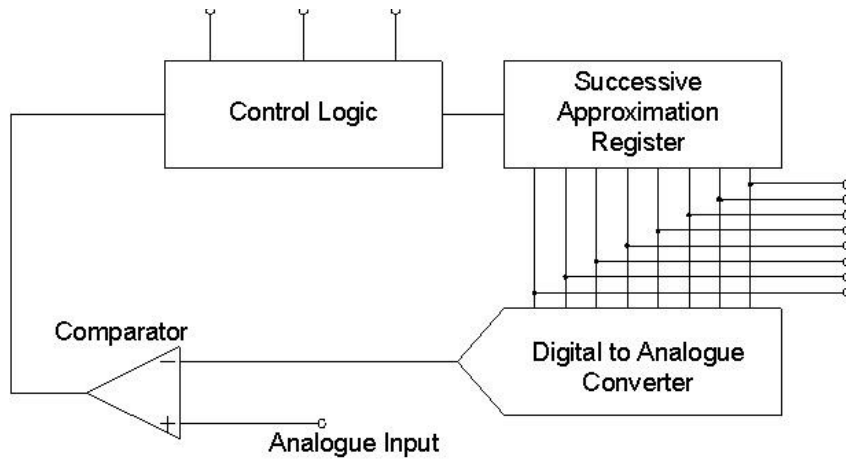 Control Logic
Successive
Approximation
Register
Comparator
Digital to Analogue
Converter
Analogue Input